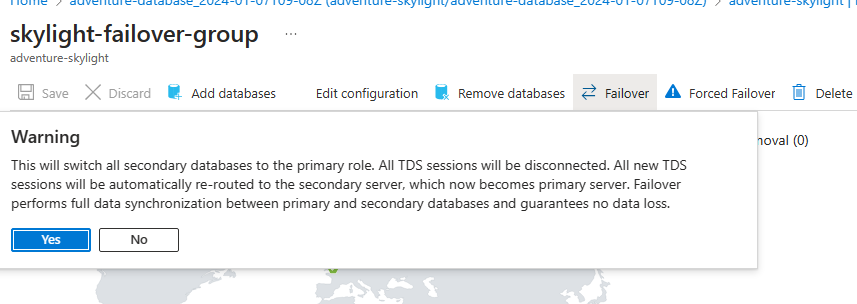 Home > adventure-database_2024-01-07T09-08Z (adventure-skylight/adventure-database_2024-01-07T09-08Z) > adventure-skylight |
skylight-failover-group ...
adventure-skylight
Save Discard Add databases Edit configuration Remove databases Failover Forced Failover Delete
Warning
moval (0)
This will switch all secondary databases to the primary role. All TDS sessions will be disconnected. All new TDS
sessions will be automatically re-routed to the secondary server, which now becomes primary server. Failover
performs full data synchronization between primary and secondary databases and guarantees no data loss.
Yes No